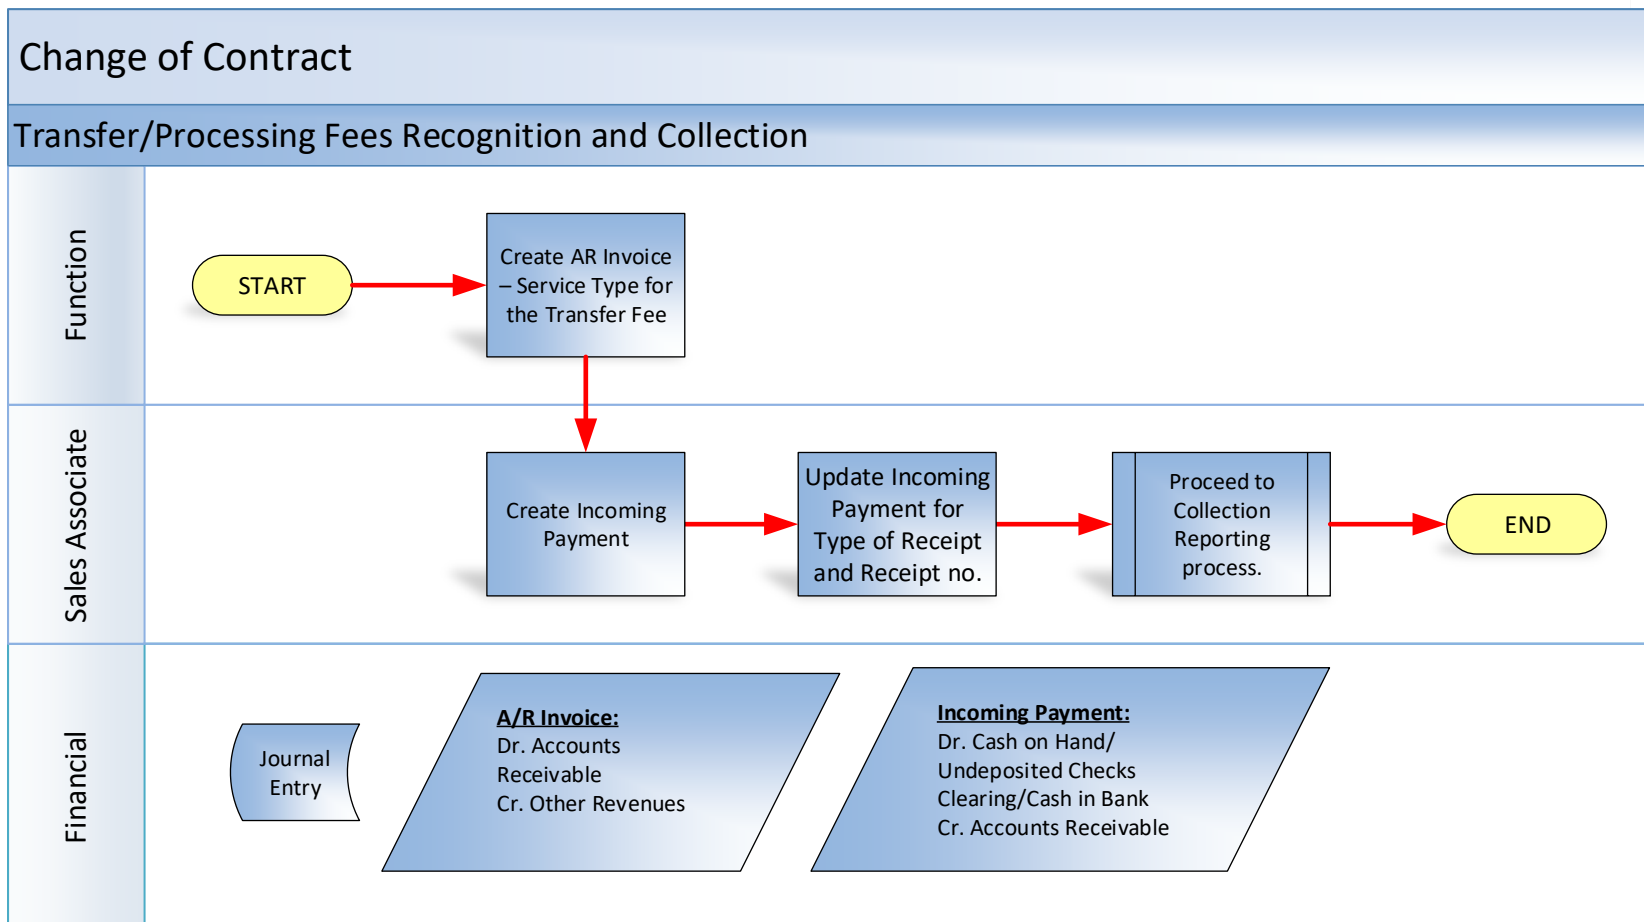 Change of Contract
Transfer/Processing Fees Recognition and Collection
Function
START
Create AR Invoice
– Service Type for
the Transfer Fee
Sales Associate
Create Incoming
Payment
Update Incoming
Payment for
Type of Receipt
and Receipt no.
Proceed to
Collection
Reporting
process.
END
Financial
Journal
Entry
A/R Invoice:
Dr. Accounts
Receivable
Cr. Other Revenues
Incoming Payment:
Dr. Cash on Hand/
Undeposited Checks
Clearing/Cash in Bank
Cr. Accounts Receivable